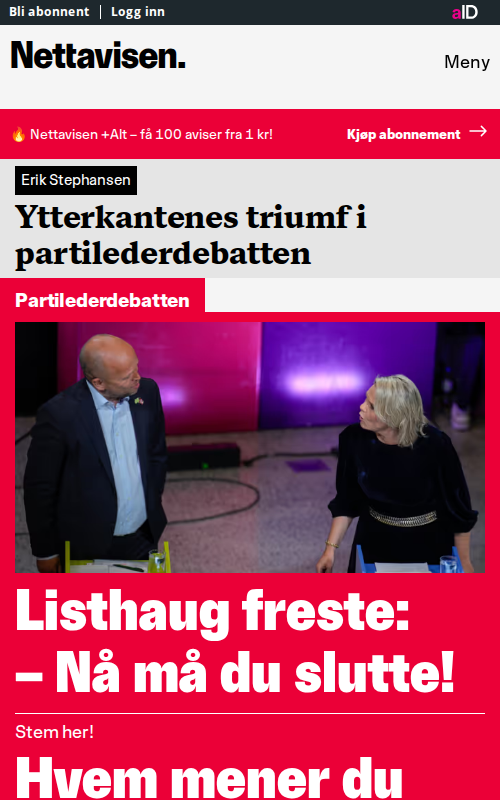 Bli abonnent | Logg inn
aID
Nettavisen.
Meny
🔥 Nettavisen +Alt – få 100 aviser fra 1 kr!
Kjøp abonnement →
Erik Stephansen
Ytterkantenes triumf i
partilederdebatten
Partilederdebatten
Listhaug freste:
– Nå må du slutte!
Stem her!
Hvem mener du